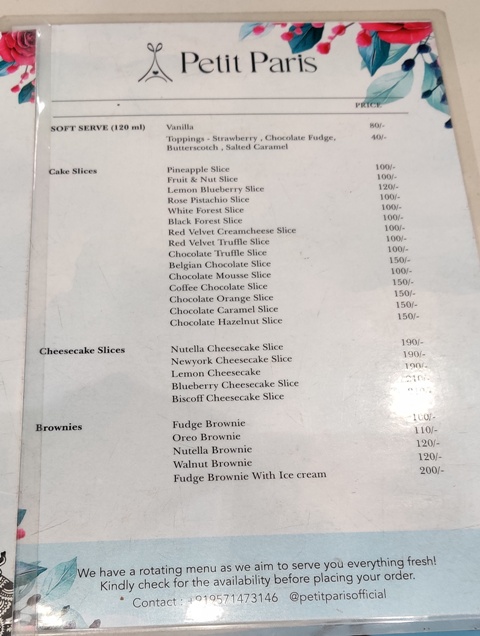 Petit Paris
PRICE
SOFT SERVE (120 ml) Vanilla 80/-
Toppings - Strawberry , Chocolate Fudge, 40/-
Butterscotch , Salted Caramel
Cake Slices Pineapple Slice 100/-
Fruit & Nut Slice 100/-
Lemon Blueberry Slice 120/-
Rose Pistachio Slice 100/-
White Forest Slice 100/-
Black Forest Slice 100/-
Red Velvet Creamcheese Slice 100/-
Red Velvet Truffle Slice 100/-
Chocolate Truffle Slice 100/-
Belgian Chocolate Slice 150/-
Chocolate Mousse Slice 100/-
Coffee Chocolate Slice 150/-
Chocolate Orange Slice 150/-
Chocolate Caramel Slice 150/-
Chocolate Hazelnut Slice 150/-
Cheesecake Slices Nutella Cheesecake Slice 190/-
Newyork Cheesecake Slice 190/-
Lemon Cheesecake 190/-
Blueberry Cheesecake Slice 210/-
Biscoff Cheesecake Slice
Brownies Fudge Brownie 100/-
Oreo Brownie 110/-
Nutella Brownie 120/-
Walnut Brownie 120/-
Fudge Brownie With Ice cream 200/-
We have a rotating menu as we aim to serve you everything fresh!
Kindly check for the availability before placing your order.
* Contact : +919571473146 @petitparisofficial